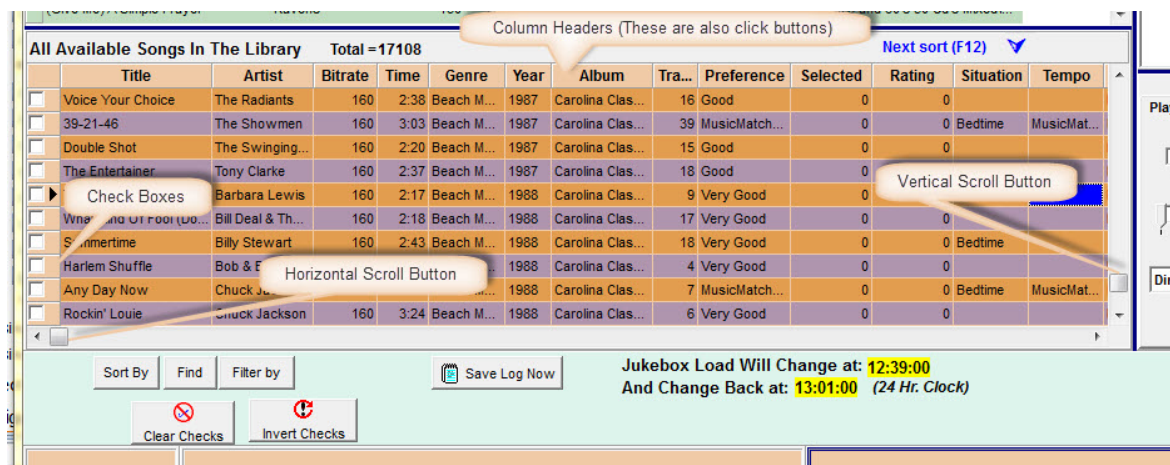 Column Headers (These are also click buttons)
All Available Songs In The Library Total =17108 Next sort (F12)
Title Artist Bitrate Time Genre Year Album Tra... Preference Selected Rating Situation Tempo
Voice Your Choice The Radiants 160 2:38 Beach M... 1987 Carolina Clas... 16 Good 0 0
39-21-46 The Showmen 160 3:03 Beach M... 1987 Carolina Clas... 39 MusicMatch... 0 0 Bedtime MusicMat...
Double Shot The Swinging... 160 2:20 Beach M... 1987 Carolina Clas... 15 Good 0 0
The Entertainer Tony Clarke 160 2:37 Beach M... 1987 Carolina Clas... 18 Good 0
Barbara Lewis 160 2:17 Beach M... 1988 Carolina Clas... 9 Very Good 0
Bill Deal & Th... 160 2:18 Beach M... 1988 Carolina Clas... 17 Very Good 0 0
Billy Stewart 160 2:43 Beach M... 1988 Carolina Clas... 18 Very Good 0 0 Bedtime
Harlem Shuffle Bob & 1988 Carolina Clas... 4 Very Good 0 0
Any Day Now Chuck 1988 Carolina Clas... 7 MusicMatch... 0 0 Bedtime MusicMat...
Rockin' Louie Chuck Jackson 160 3:24 Beach M... 1988 Carolina Clas... 6 Very Good 0 0
Check Boxes
Vertical Scroll Button
Horizontal Scroll Button
Sort By Find Filter by Save Log Now
Jukebox Load Will Change at: 12:39:00
And Change Back at: 13:01:00 (24 Hr. Clock)
Clear Checks Invert Checks